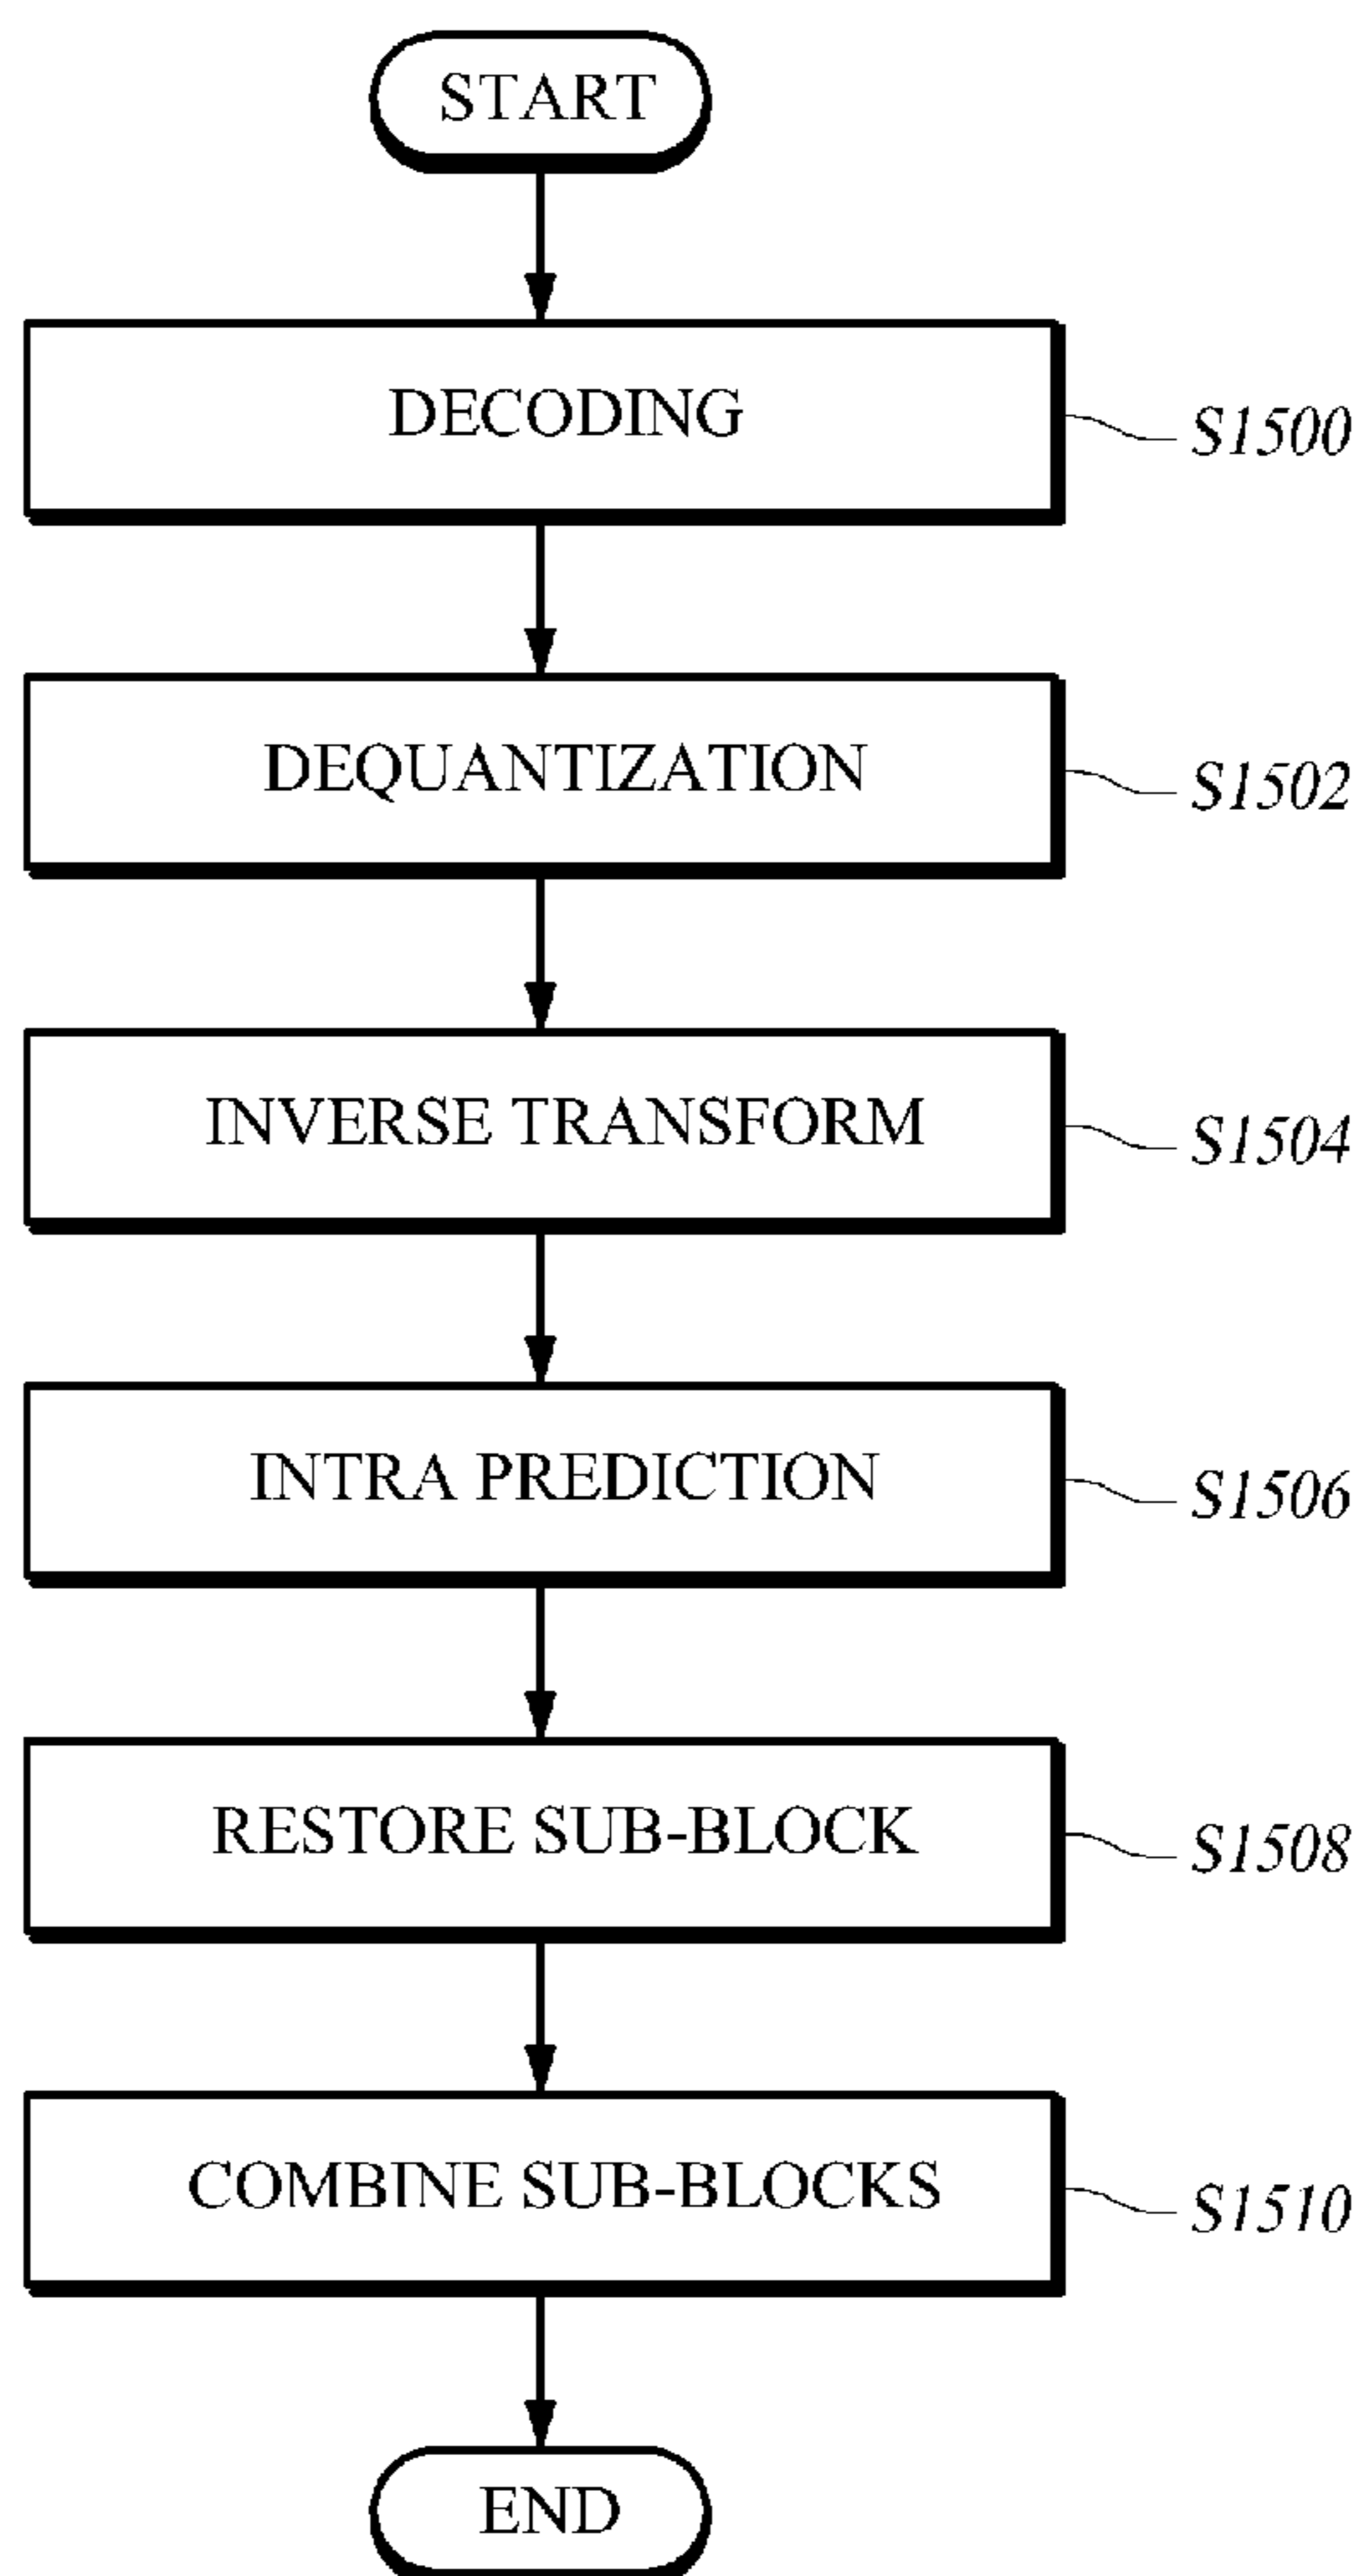 START
DECODING
S1500
DEQUANTIZATION
S1502
INVERSE TRANSFORM
S1504
INTRA PREDICTION
S1506
RESTORE SUB-BLOCK
S1508
COMBINE SUB-BLOCKS
S1510
END